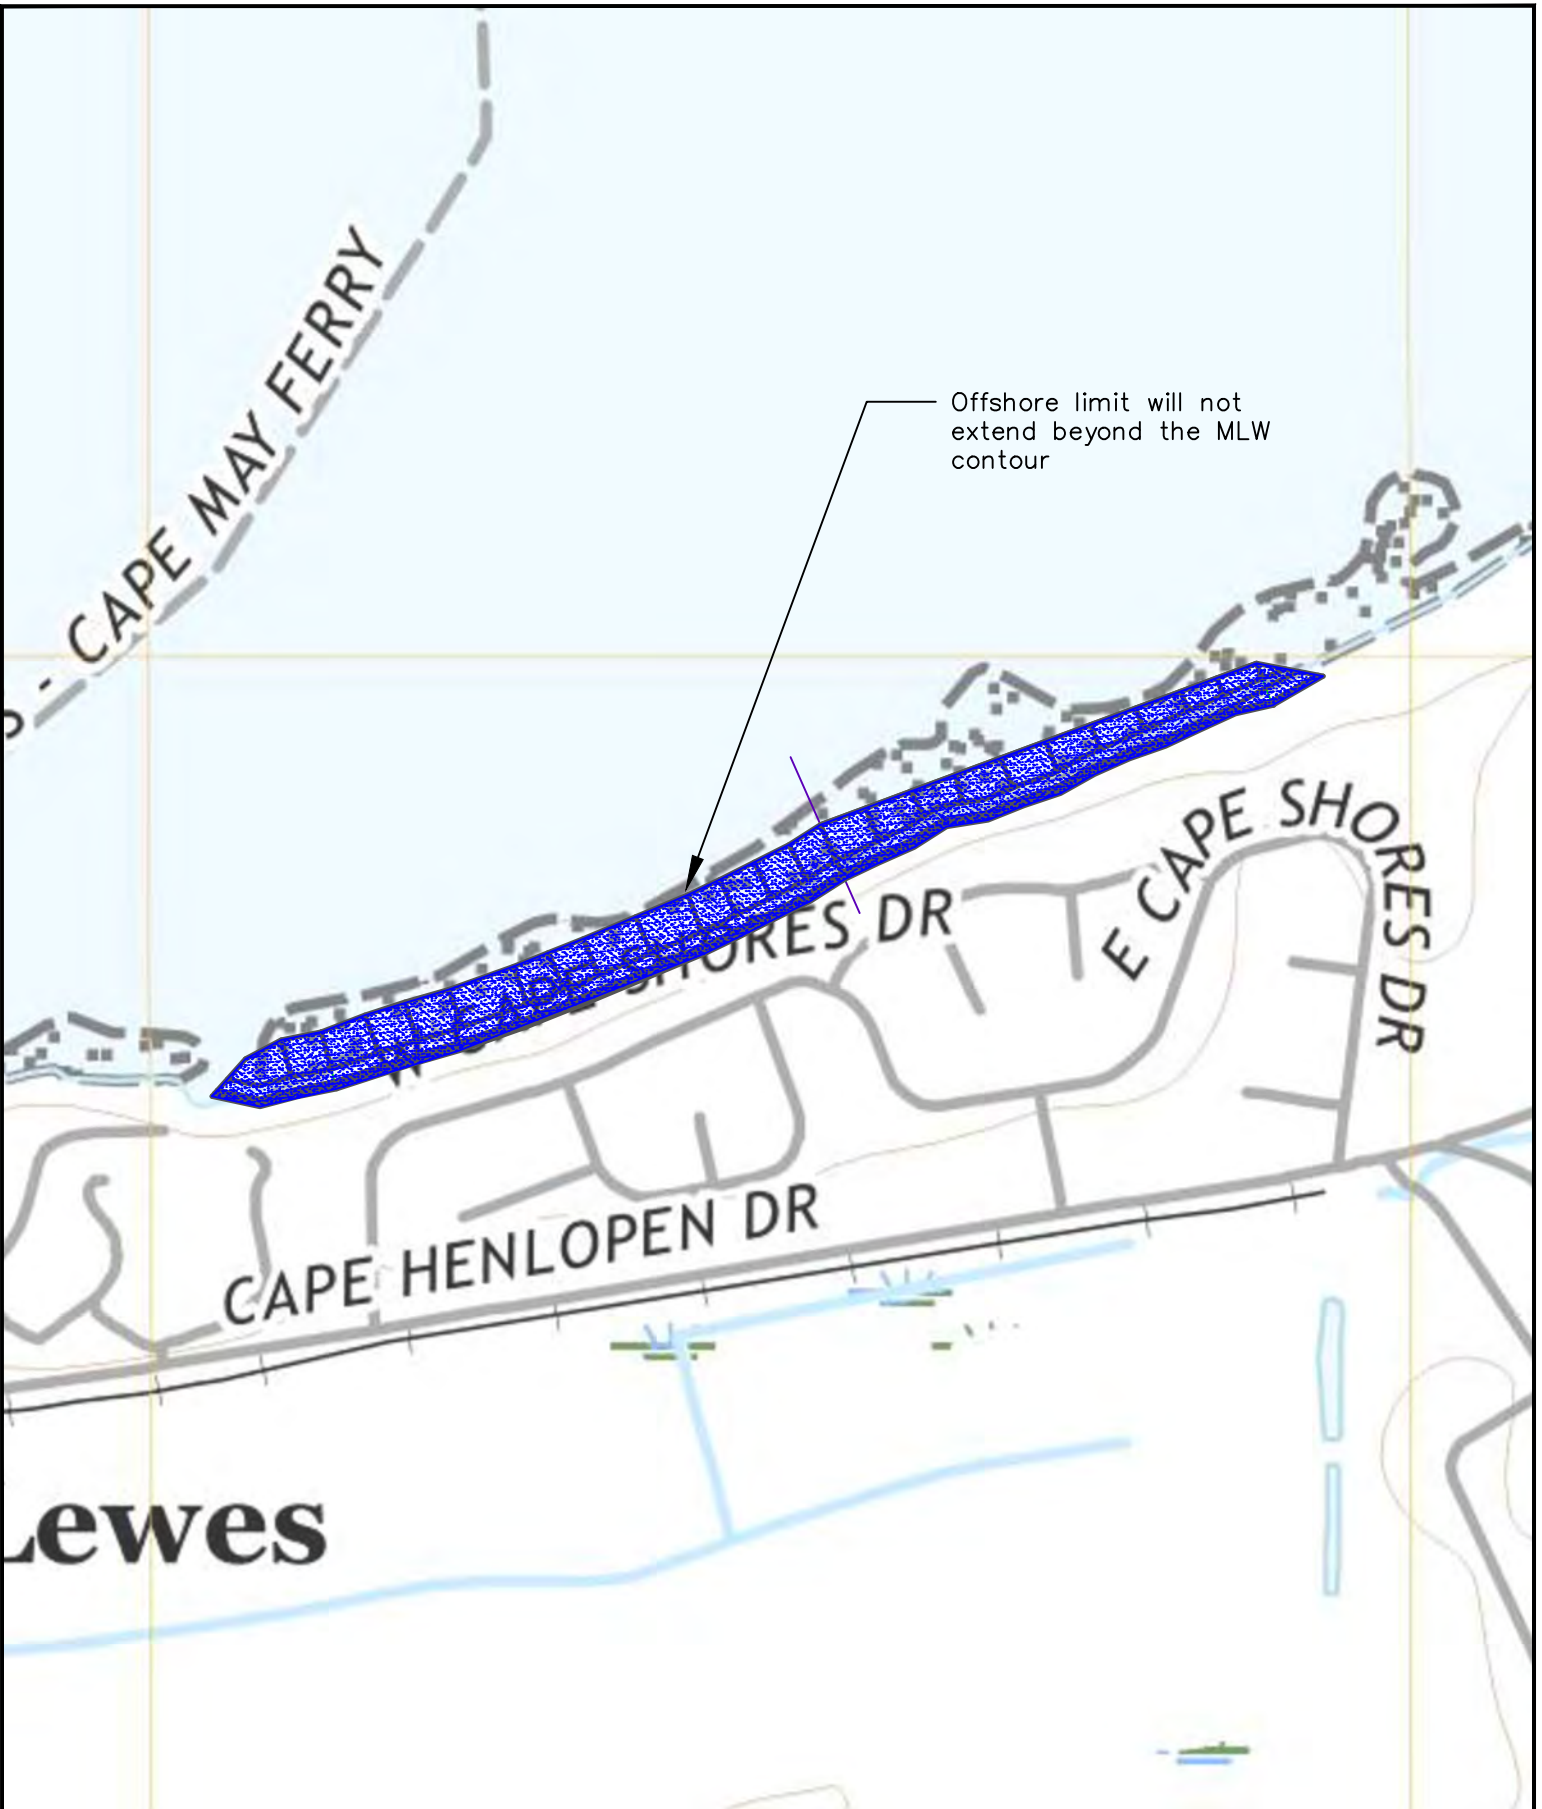 S - CAPE MAY FERRY
Offshore limit will not
extend beyond the MLW
contour
E CAPE SHORES DR
W CAPE SHORES DR
CAPE HENLOPEN DR
Lewes